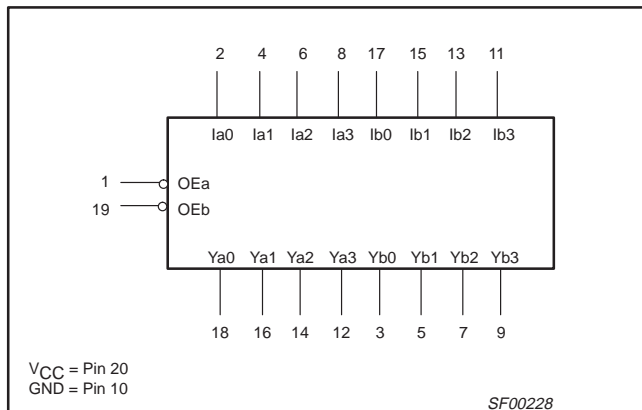 2 4 6 8 17 15 13 11
Ia0 Ia1 Ia2 Ia3 Ib0 Ib1 Ib2 Ib3
1 OEa
19 OEb
Ya0 Ya1 Ya2 Ya3 Yb0 Yb1 Yb2 Yb3
18 16 14 12 3 5 7 9
VCC = Pin 20
GND = Pin 10
SF00228